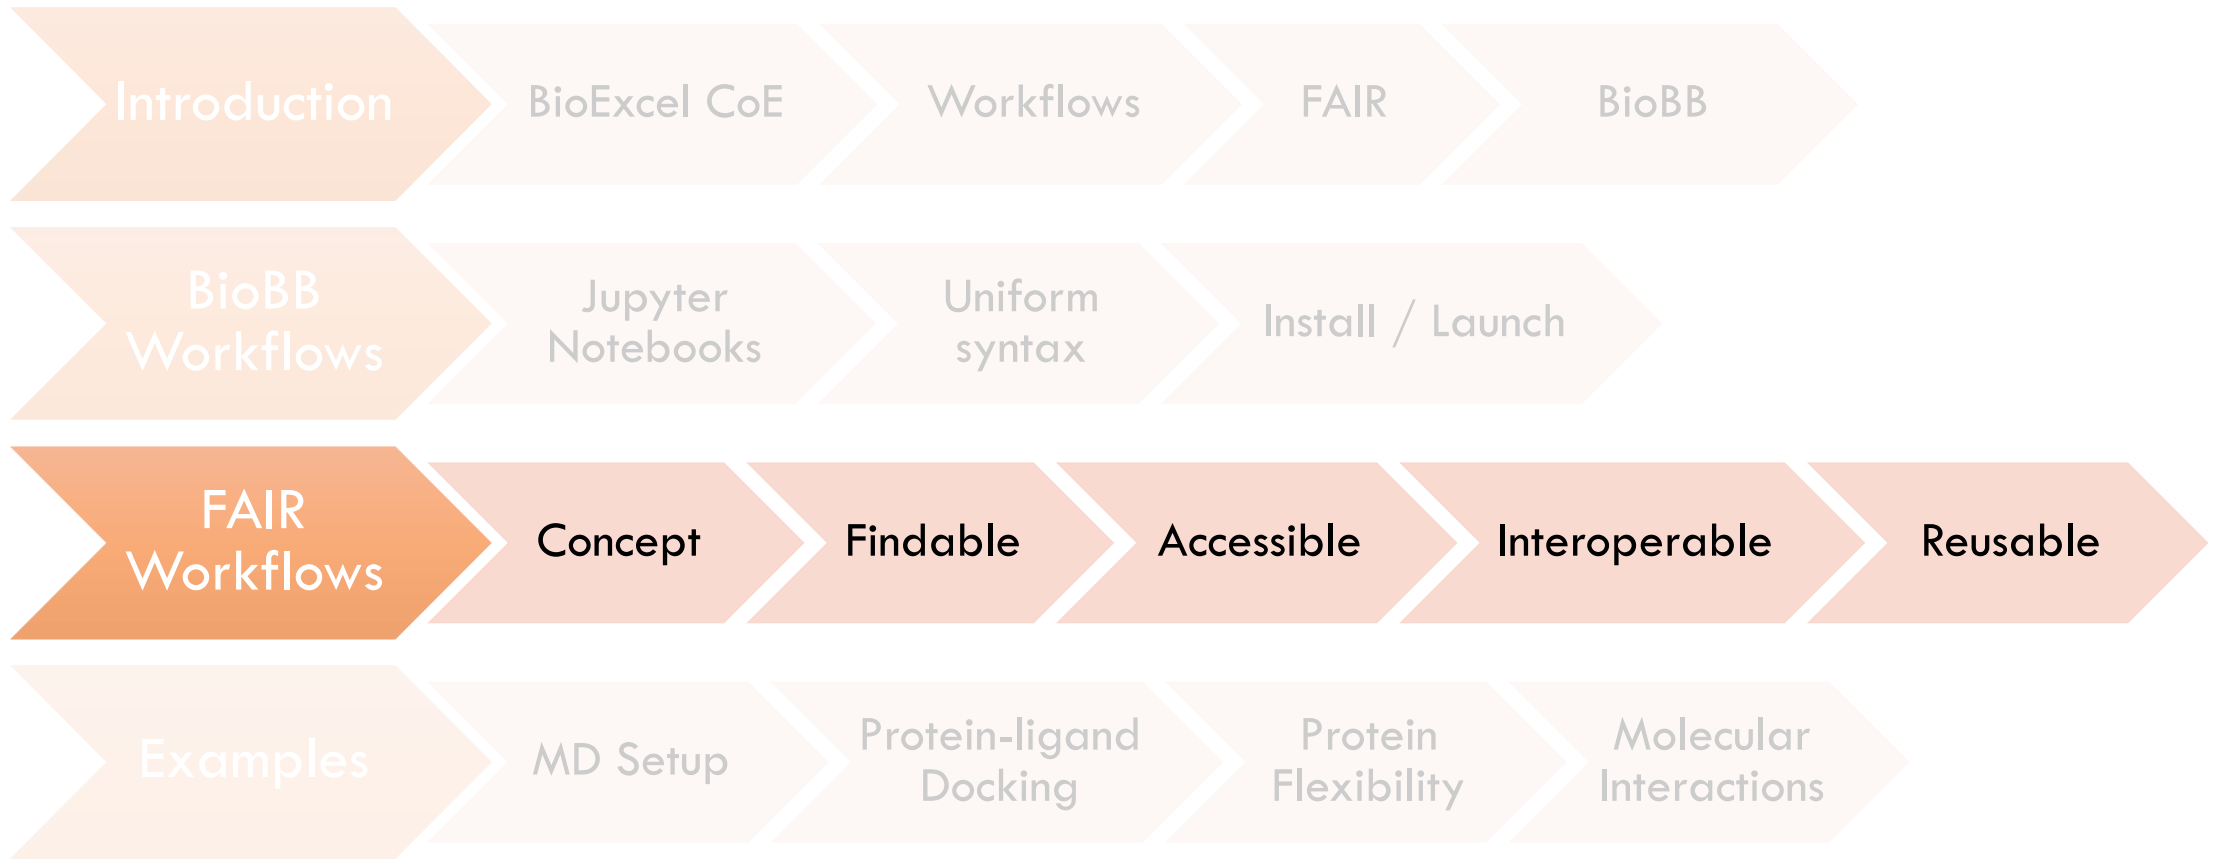 Introduction
BioExcel CoE
Workflows
FAIR
BioBB
BioBB
Workflows
Jupyter
Notebooks
Uniform
syntax
Install / Launch
FAIR
Workflows
Concept
Findable
Accessible
Interoperable
Reusable
Examples
MD Setup
Protein-ligand
Docking
Protein
Flexibility
Molecular
Interactions